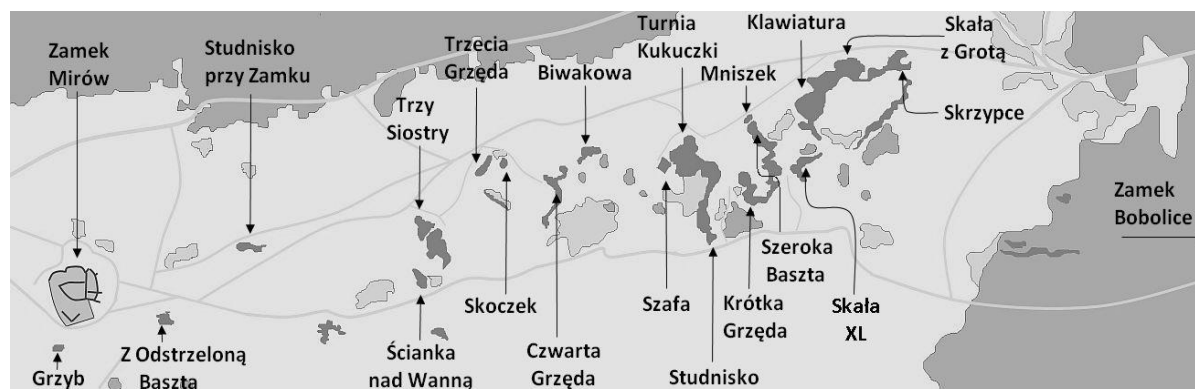 Zamek
Mirów
Studnisko
przy Zamku
Trzecia
Grzęda
Trzy
Siostry
Biwakowa
Turnia
Kukuczki
Mniszek
Klawiatura
Skała
z Grotą
Skrzypce
Zamek
Bobolice
Grzyb
Z Odstrzeloną
Basztą
Ścianka
nad Wanną
Skoczek
Czwarta
Grzęda
Szafa
Studnisko
Krótka
Grzęda
Szeroka
Baszta
Skała
XL